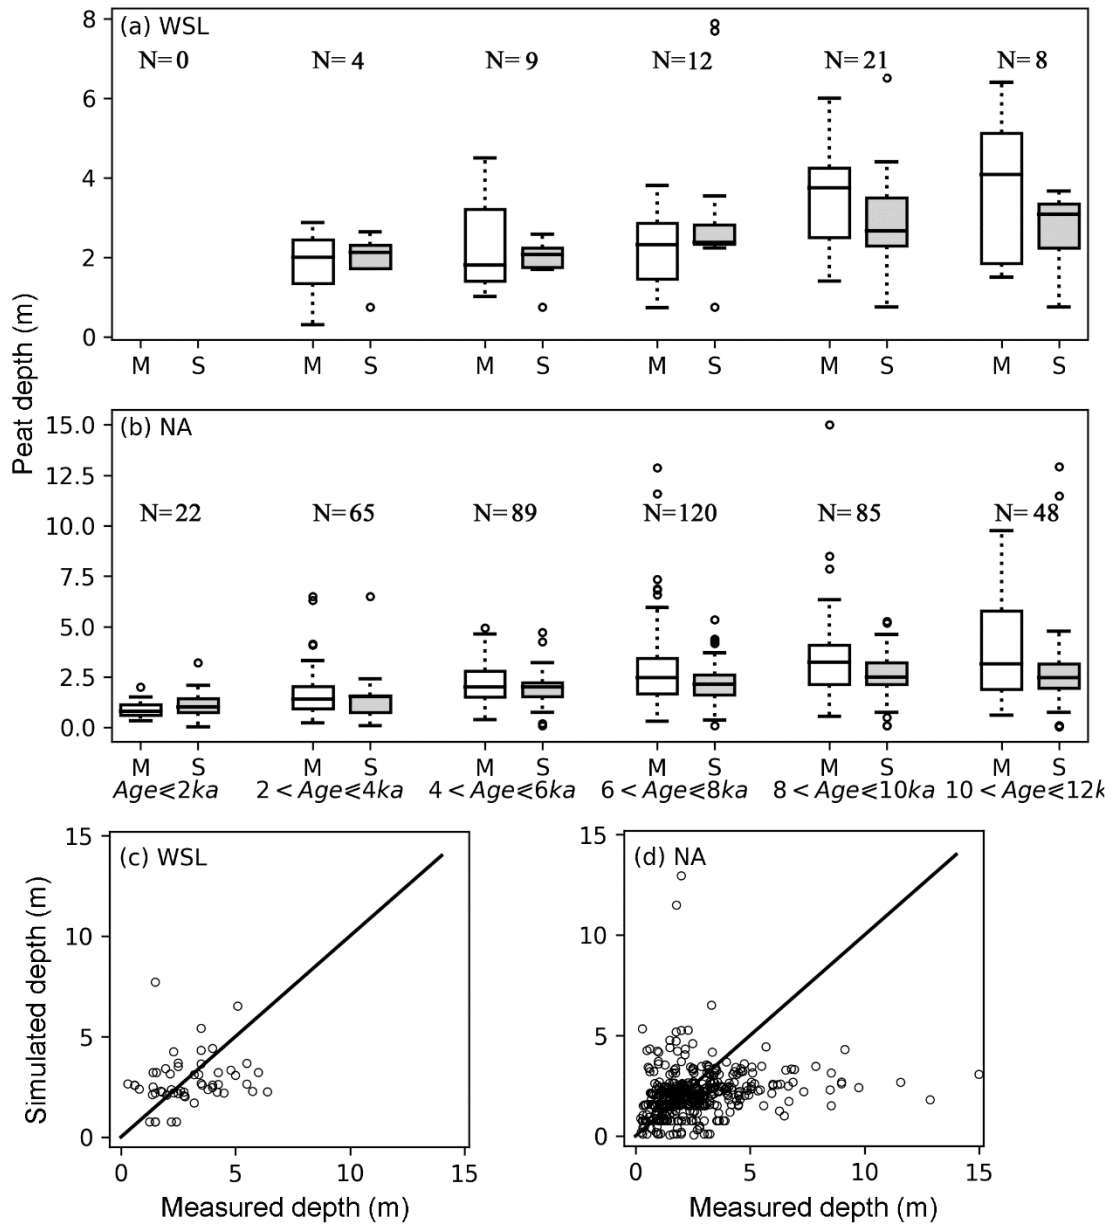 (a) WSL
N=0 N=4 N=9 N=12 N=21 N=8
8
6
4
2
0
M S M S M S M S M S M S
Peat depth (m)
(b) NA
N=22 N=65 N=89 N=120 N=85 N=48
15.0
12.5
10.0
7.5
5.0
2.5
0.0
M S M S M S M S M S M S
Age⩽2ka 2 < Age⩽4ka 4 < Age⩽6ka 6 < Age⩽8ka 8 < Age⩽10ka 10 < Age⩽12k
(c) WSL
15
10
5
0
Simulated depth (m)
0 5 10 15
Measured depth (m)
(d) NA
15
10
5
0
0 5 10 15
Measured depth (m)